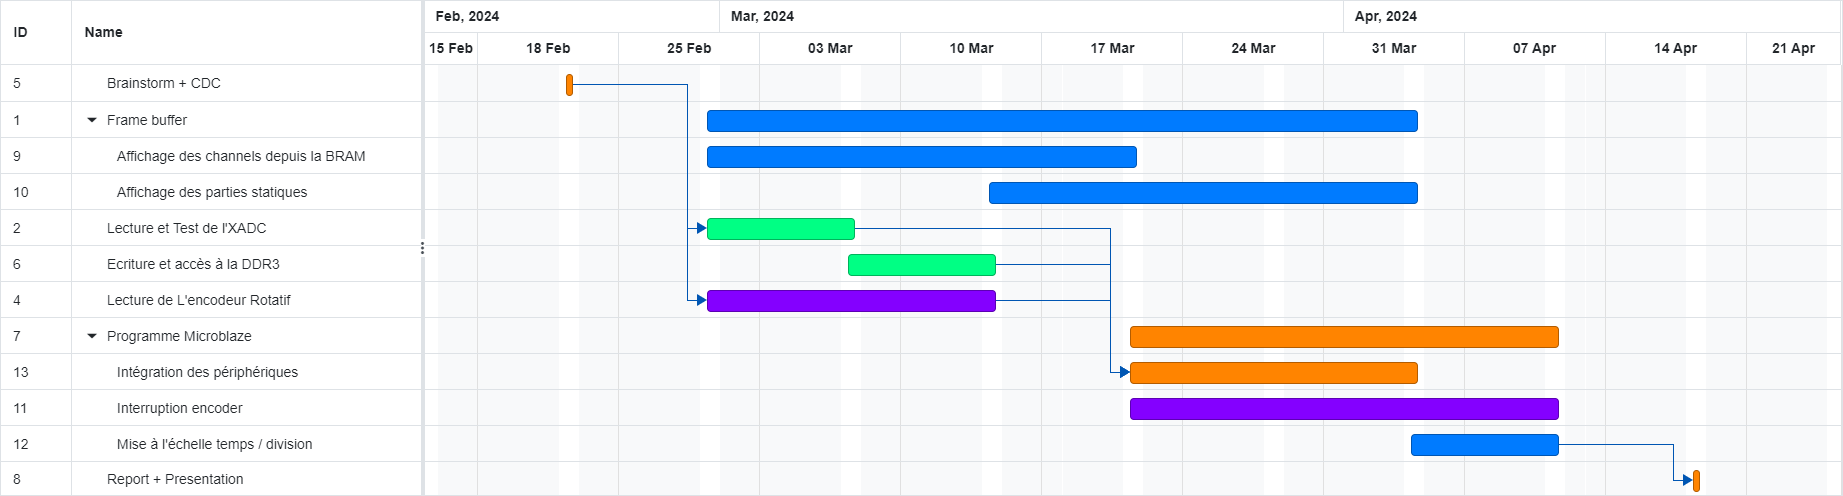 ID Name Feb, 2024 Mar, 2024 Apr, 2024
15 Feb 18 Feb 25 Feb 03 Mar 10 Mar 17 Mar 24 Mar 31 Mar 07 Apr 14 Apr 21 Apr
5 Brainstorm + CDC
1 Frame buffer
9 Affichage des channels depuis la BRAM
10 Affichage des parties statiques
2 Lecture et Test de l'XADC
6 Ecriture et accès à la DDR3
4 Lecture de L'encodeur Rotatif
7 Programme Microblaze
13 Intégration des périphériques
11 Interruption encoder
12 Mise à l'échelle temps / division
8 Report + Presentation